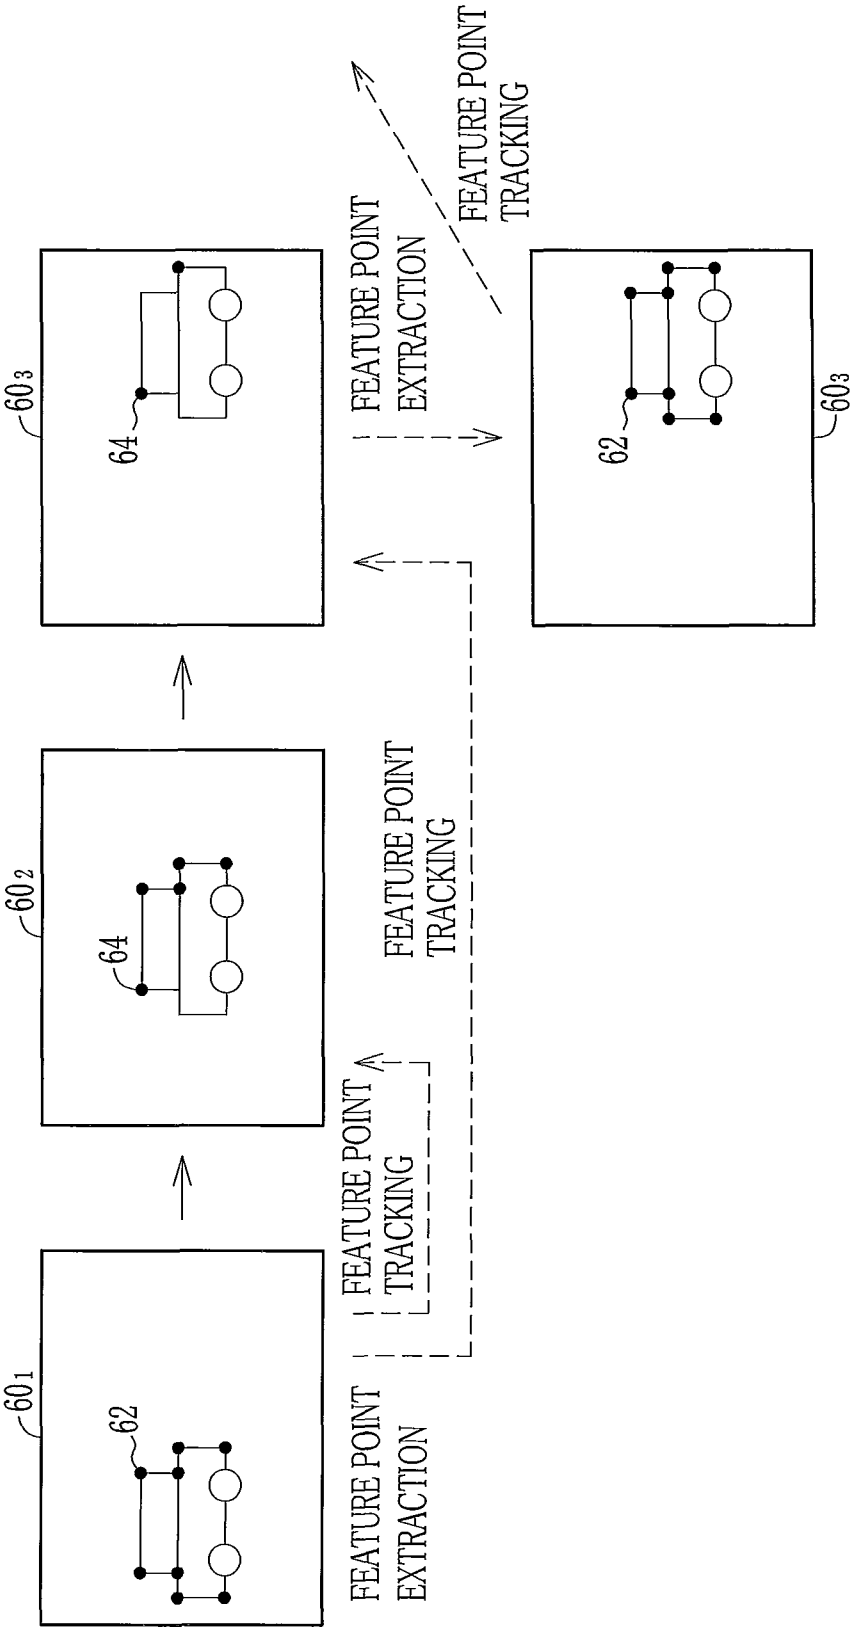 60₁
60₂
60₃
62
64
64
FEATURE POINT
EXTRACTION
FEATURE POINT
TRACKING
FEATURE POINT
TRACKING
FEATURE POINT
EXTRACTION
FEATURE POINT
TRACKING
62
60₃